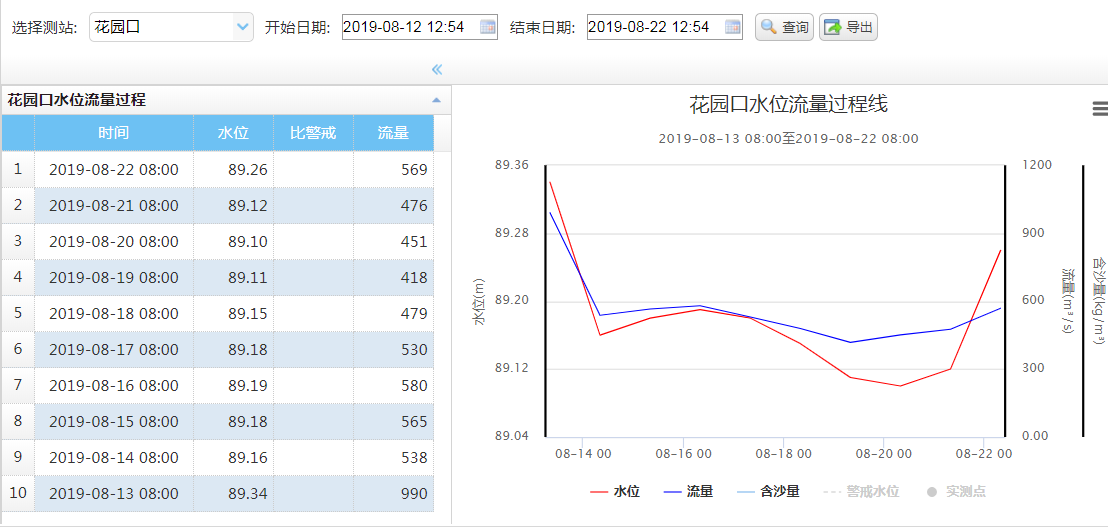 选择测站: 花园口 开始日期: 2019-08-12 12:54 结束日期: 2019-08-22 12:54 查询 导出
花园口水位流量过程
时间 水位 比警戒 流量
1 2019-08-22 08:00 89.26 569
2 2019-08-21 08:00 89.12 476
3 2019-08-20 08:00 89.10 451
4 2019-08-19 08:00 89.11 418
5 2019-08-18 08:00 89.15 479
6 2019-08-17 08:00 89.18 530
7 2019-08-16 08:00 89.19 580
8 2019-08-15 08:00 89.18 565
9 2019-08-14 08:00 89.16 538
10 2019-08-13 08:00 89.34 990
花园口水位流量过程线
2019-08-13 08:00至2019-08-22 08:00
水位(m)
89.36
89.28
89.20
89.12
89.04
1200
900
600
300
0.00
流量(m³/s)
含沙量(kg/m³)
08-14 00 08-16 00 08-18 00 08-20 00 08-22 00
水位 流量 含沙量 警戒水位 实测点